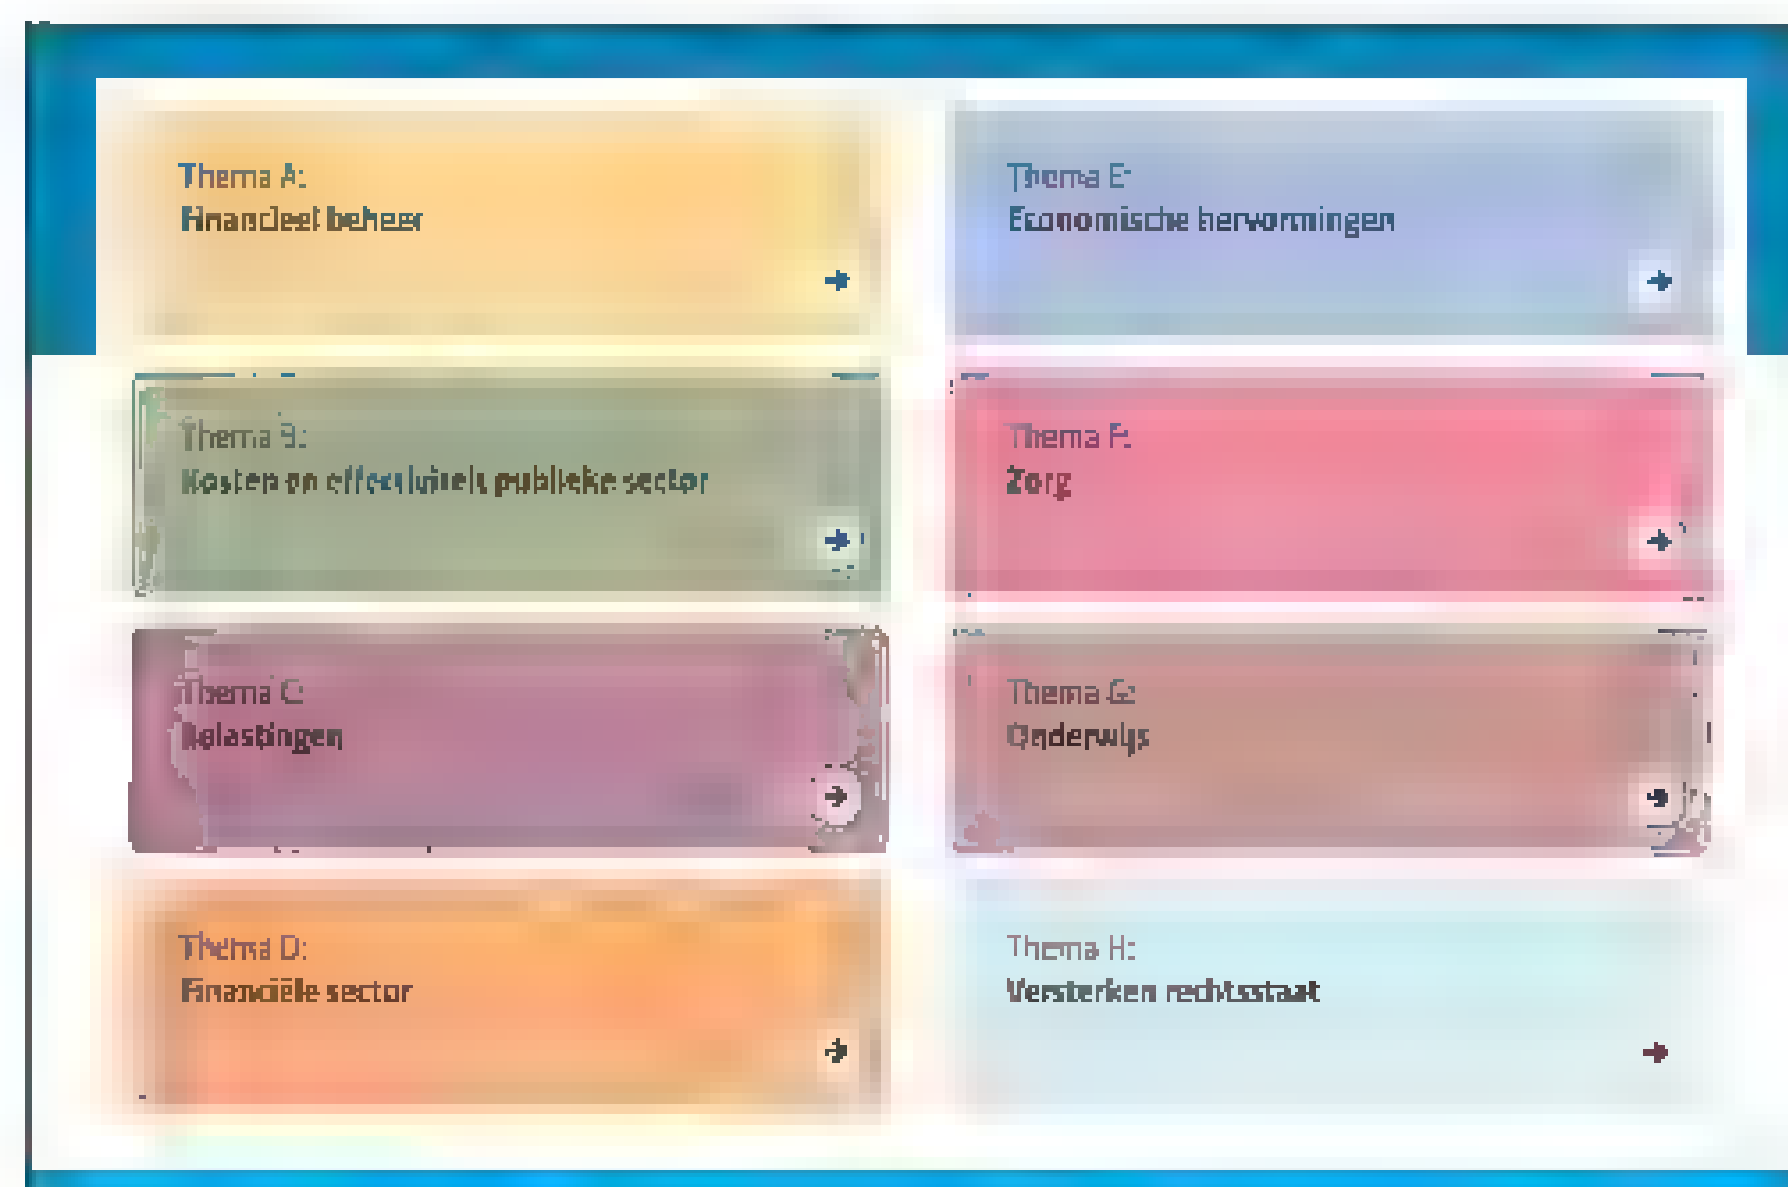 Thema A:
Financieel beheer
Thema B:
Kosten en effectiviteit publieke sector
Thema C:
Belastingen
Thema D:
Financiële sector
Thema E:
Economische hervormingen
Thema F:
Zorg
Thema G:
Onderwijs
Thema H:
Versterken rechtsstaat